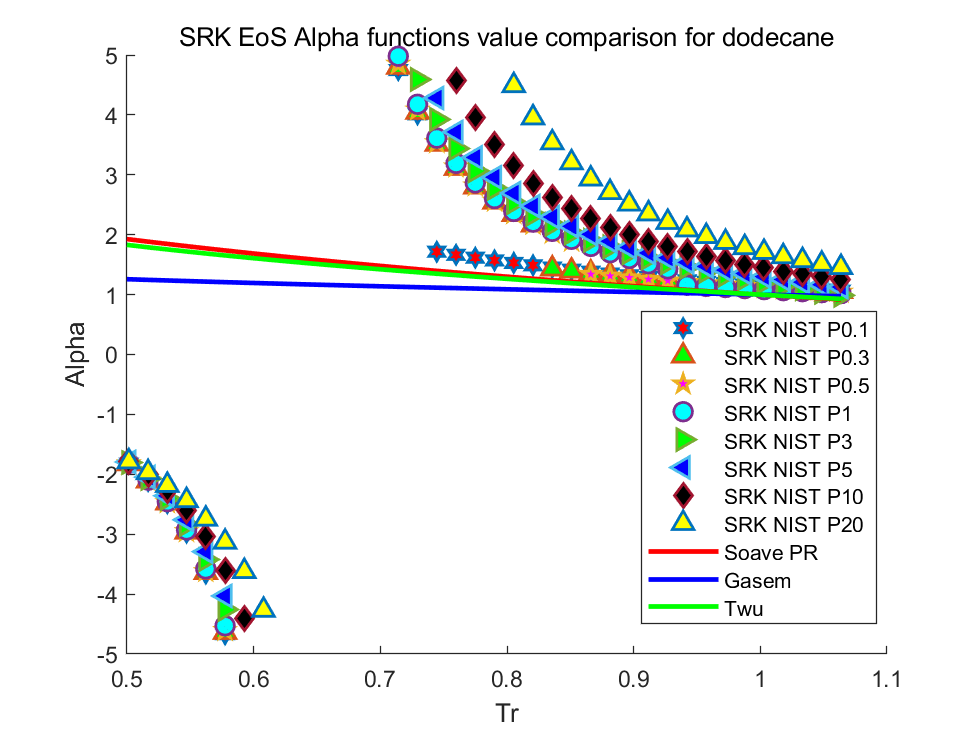 SRK EoS Alpha functions value comparison for dodecane
5
4
3
2
1
0
-1
-2
-3
-4
-5
Alpha
0.5
0.6
0.7
0.8
0.9
1
1.1
Tr
SRK NIST P0.1
SRK NIST P0.3
SRK NIST P0.5
SRK NIST P1
SRK NIST P3
SRK NIST P5
SRK NIST P10
SRK NIST P20
Soave PR
Gasem
Twu